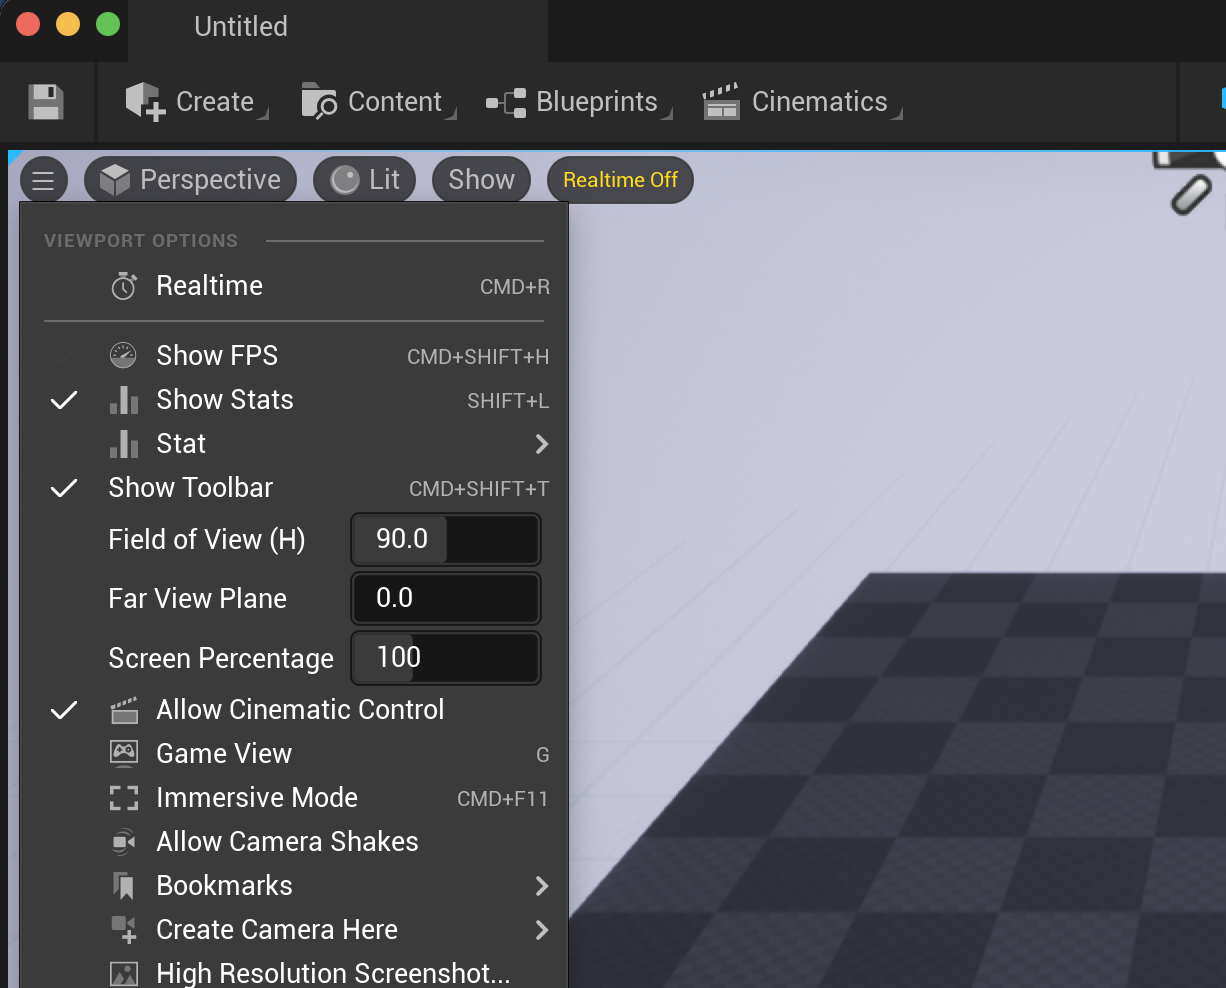 Untitled
Create
Content
Blueprints
Cinematics
Perspective
Lit
Show
Realtime Off
VIEWPORT OPTIONS
Realtime CMD+R
Show FPS CMD+SHIFT+H
Show Stats SHIFT+L
Stat
Show Toolbar CMD+SHIFT+T
Field of View (H) 90.0
Far View Plane 0.0
Screen Percentage 100
Allow Cinematic Control
Game View G
Immersive Mode CMD+F11
Allow Camera Shakes
Bookmarks
Create Camera Here
High Resolution Screenshot...